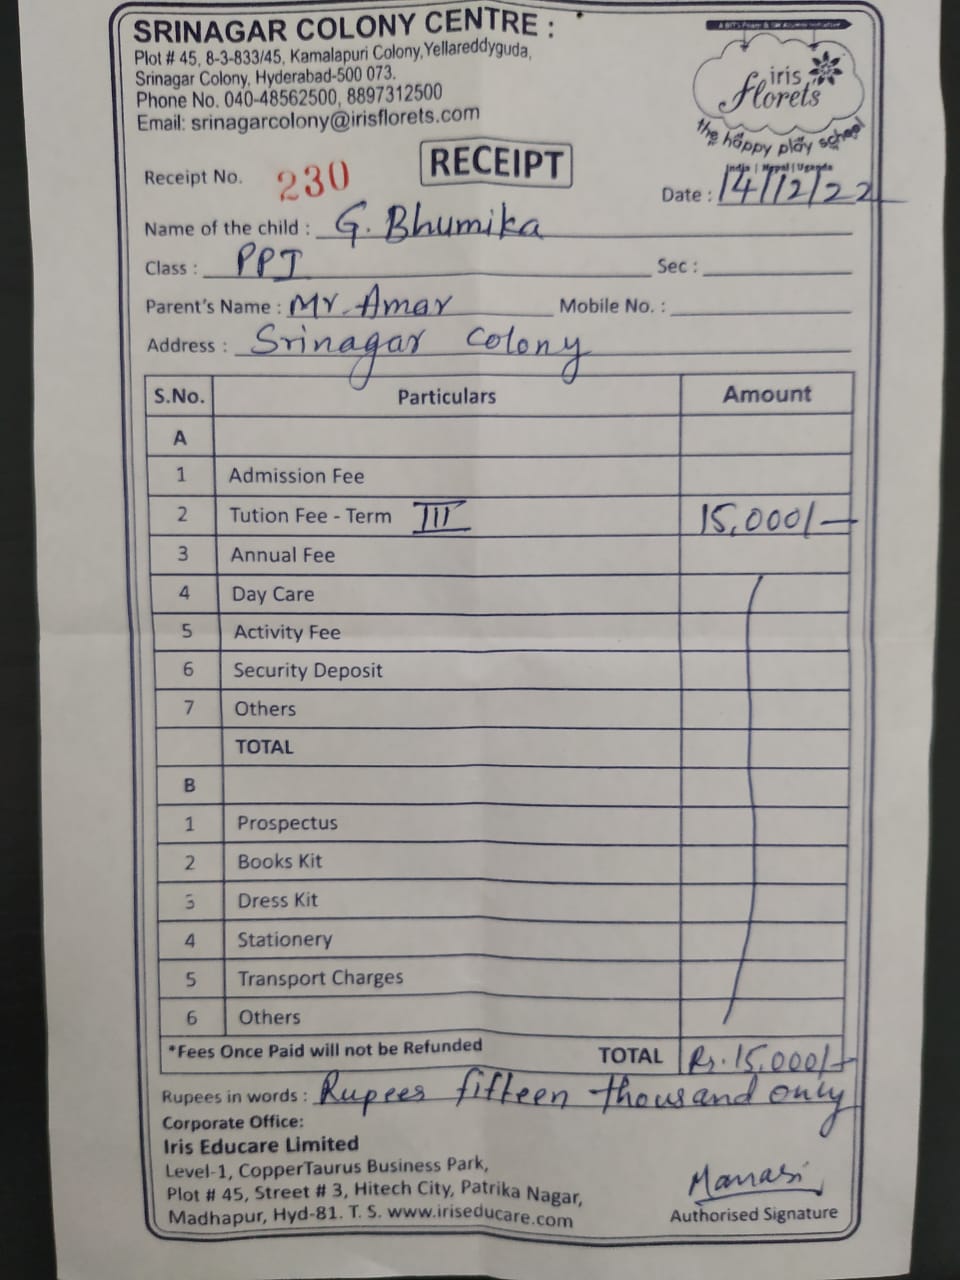 SRINAGAR COLONY CENTRE :
Plot # 45, 8-3-833/45, Kamalapuri Colony,Yellareddyguda,
Srinagar Colony, Hyderabad-500 073.
Phone No. 040-48562500, 8897312500
Email: srinagarcolony@irisflorets.com
iris
florets
the happy play school
India | Nepal | Uganda
RECEIPT
Receipt No. 230
Date : 14/12/22
Name of the child : G. Bhumika
Class : PPI Sec :
Parent's Name : Mr. Amar Mobile No. :
Address : Srinagar Colony
S.No. Particulars Amount
A
1 Admission Fee
2 Tution Fee - Term III 15,000/-
3 Annual Fee
4 Day Care
5 Activity Fee
6 Security Deposit
7 Others
TOTAL
B
1 Prospectus
2 Books Kit
3 Dress Kit
4 Stationery
5 Transport Charges
6 Others
*Fees Once Paid will not be Refunded TOTAL Rs. 15,000/-
Rupees in words : Rupees fifteen thousand only
Corporate Office:
Iris Educare Limited
Level-1, CopperTaurus Business Park,
Plot # 45, Street # 3, Hitech City, Patrika Nagar,
Madhapur, Hyd-81. T. S. www.iriseducare.com
Manasi
Authorised Signature